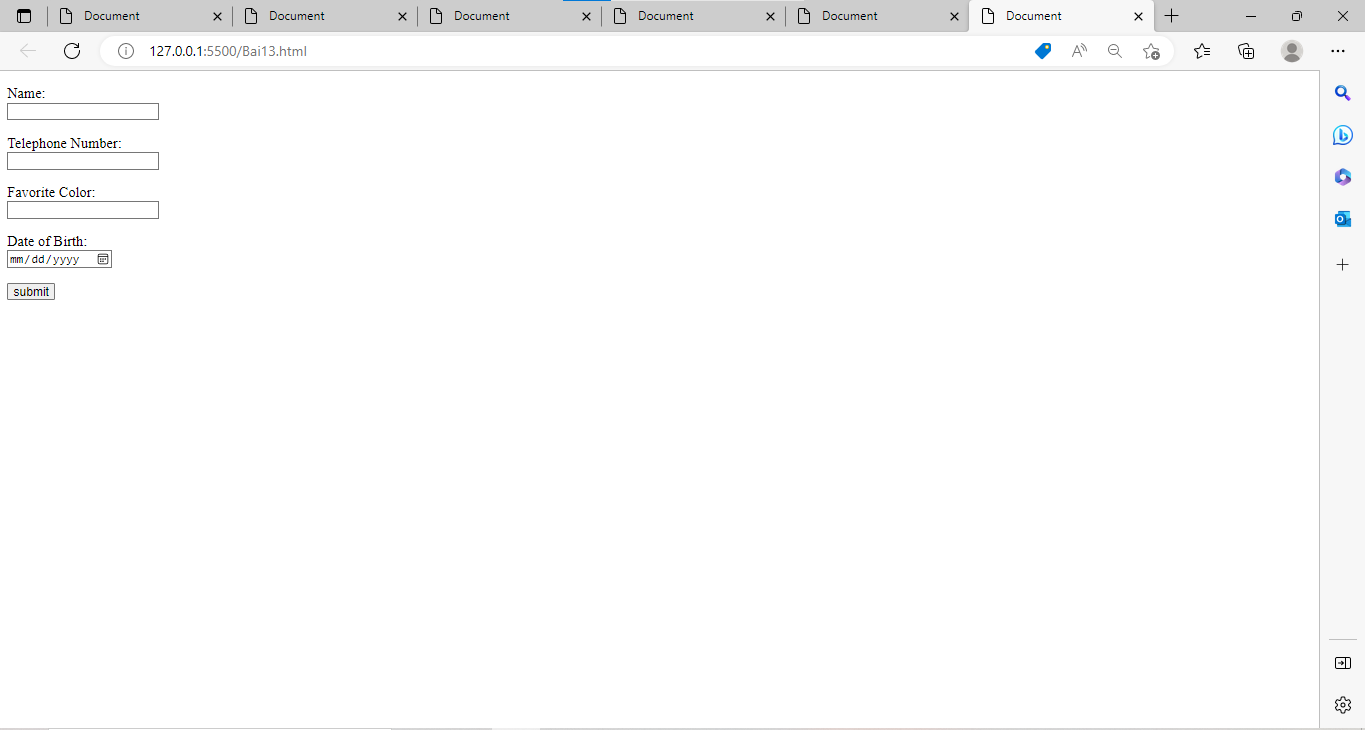 Document Document Document Document Document Document
127.0.0.1:5500/Bai13.html
Name:
Telephone Number:
Favorite Color:
Date of Birth:
mm/dd/yyyy
submit